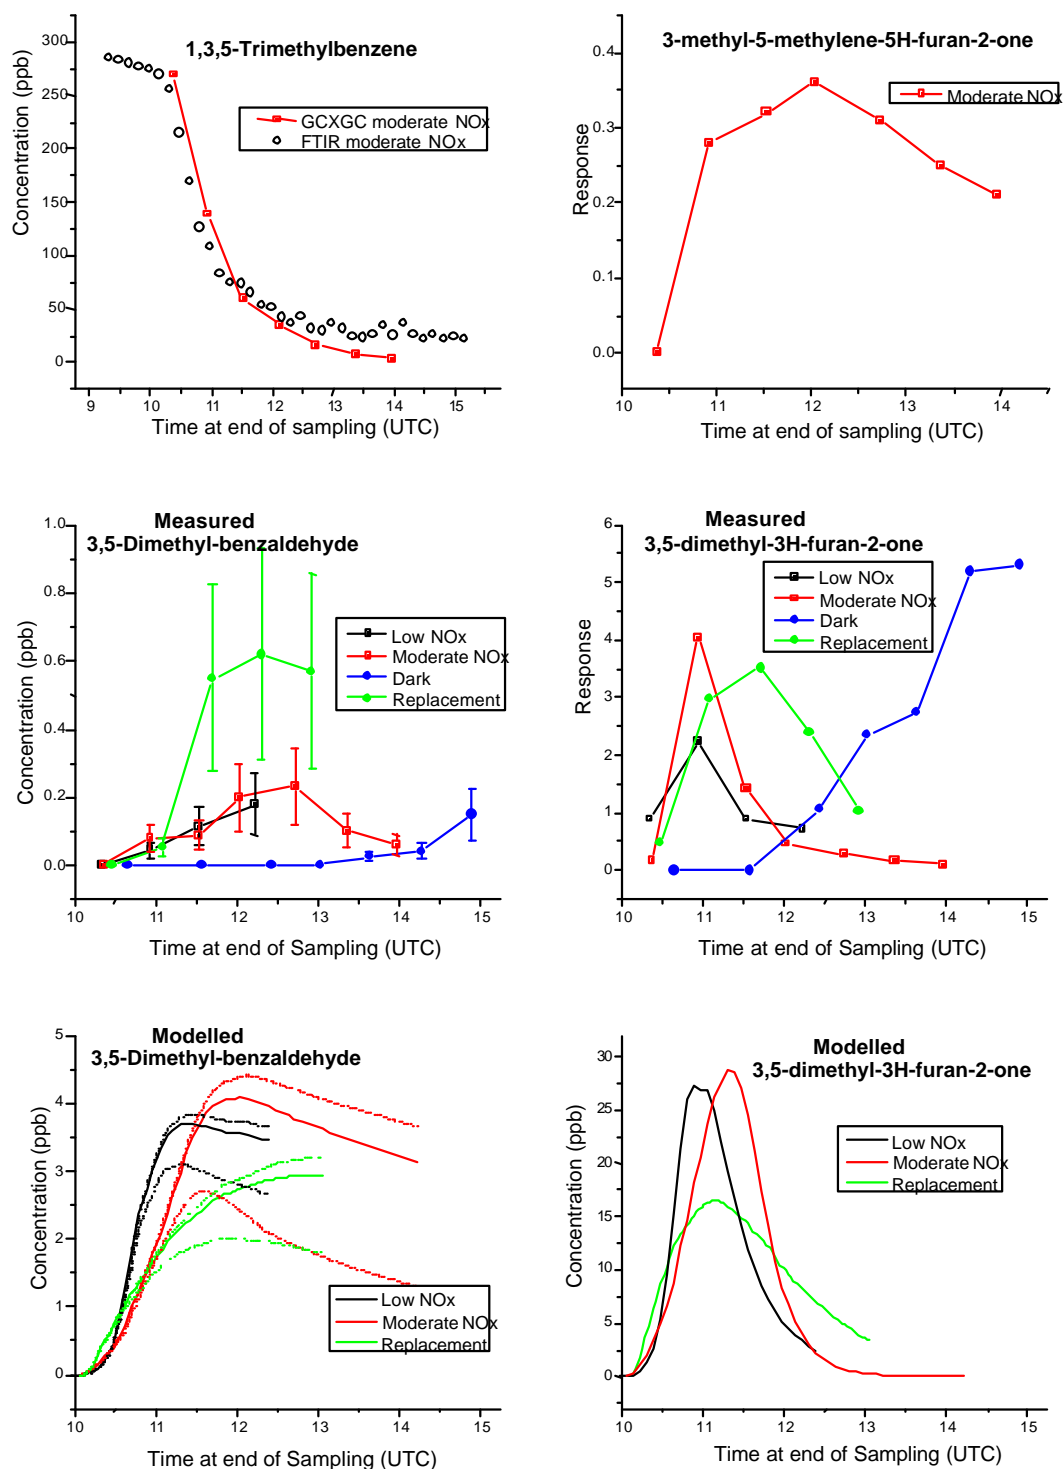 1,3,5-Trimethylbenzene
Concentration (ppb)
300
250
200
150
100
50
0
GCXGC moderate NOx
FTIR moderate NOx
9 10 11 12 13 14 15
Time at end of sampling (UTC)
3-methyl-5-methylene-5H-furan-2-one
Response
0.4
0.3
0.2
0.1
0.0
Moderate NOx
10 11 12 13 14
Time at end of sampling (UTC)
Measured
3,5-Dimethyl-benzaldehyde
Concentration (ppb)
1.0
0.8
0.6
0.4
0.2
0.0
Low NOx
Moderate NOx
Dark
Replacement
10 11 12 13 14 15
Time at end of Sampling (UTC)
Measured
3,5-dimethyl-3H-furan-2-one
Response
6
5
4
3
2
1
0
Low NOx
Moderate NOx
Dark
Replacement
10 11 12 13 14 15
Time at end of Sampling (UTC)
Modelled
3,5-Dimethyl-benzaldehyde
Concentration (ppb)
5
4
3
2
1
0
Low NOx
Moderate NOx
Replacement
10 11 12 13 14 15
Time at end of Sampling (UTC)
Modelled
3,5-dimethyl-3H-furan-2-one
Concentration (ppb)
30
25
20
15
10
5
0
Low NOx
Moderate NOx
Replacement
10 11 12 13 14 15
Time at end of Sampling (UTC)